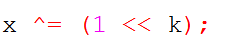 x ^= (1 << k);